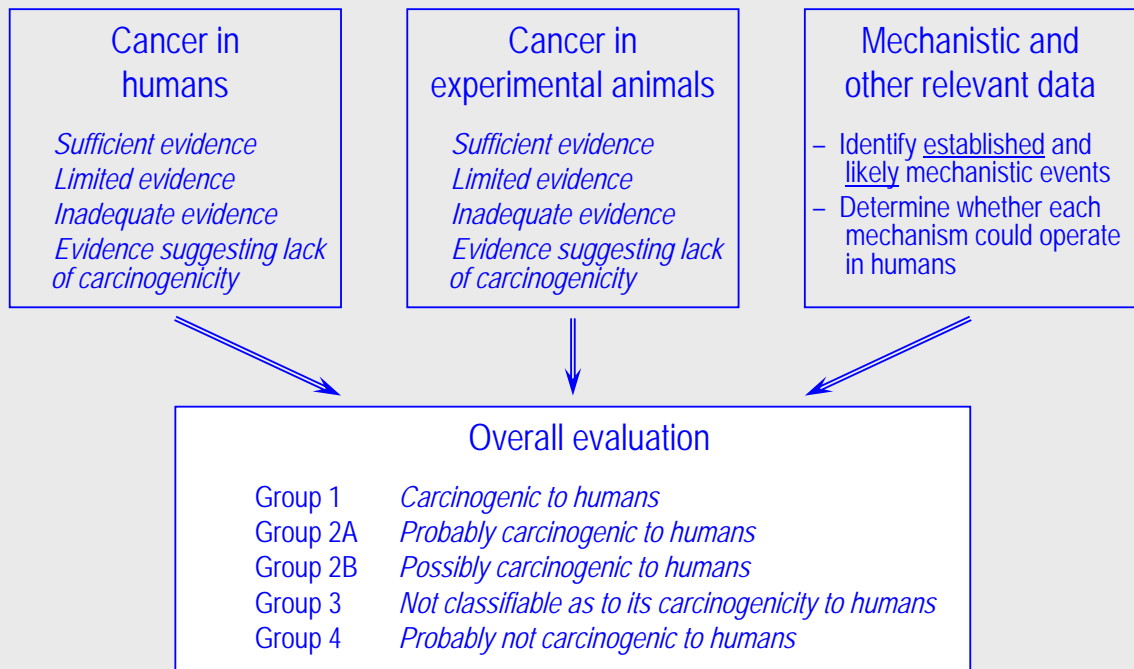 Cancer in
humans
Sufficient evidence
Limited evidence
Inadequate evidence
Evidence suggesting lack
of carcinogenicity
Cancer in
experimental animals
Sufficient evidence
Limited evidence
Inadequate evidence
Evidence suggesting lack
of carcinogenicity
Mechanistic and
other relevant data
– Identify established and
likely mechanistic events
– Determine whether each
mechanism could operate
in humans
Overall evaluation
Group 1 Carcinogenic to humans
Group 2A Probably carcinogenic to humans
Group 2B Possibly carcinogenic to humans
Group 3 Not classifiable as to its carcinogenicity to humans
Group 4 Probably not carcinogenic to humans